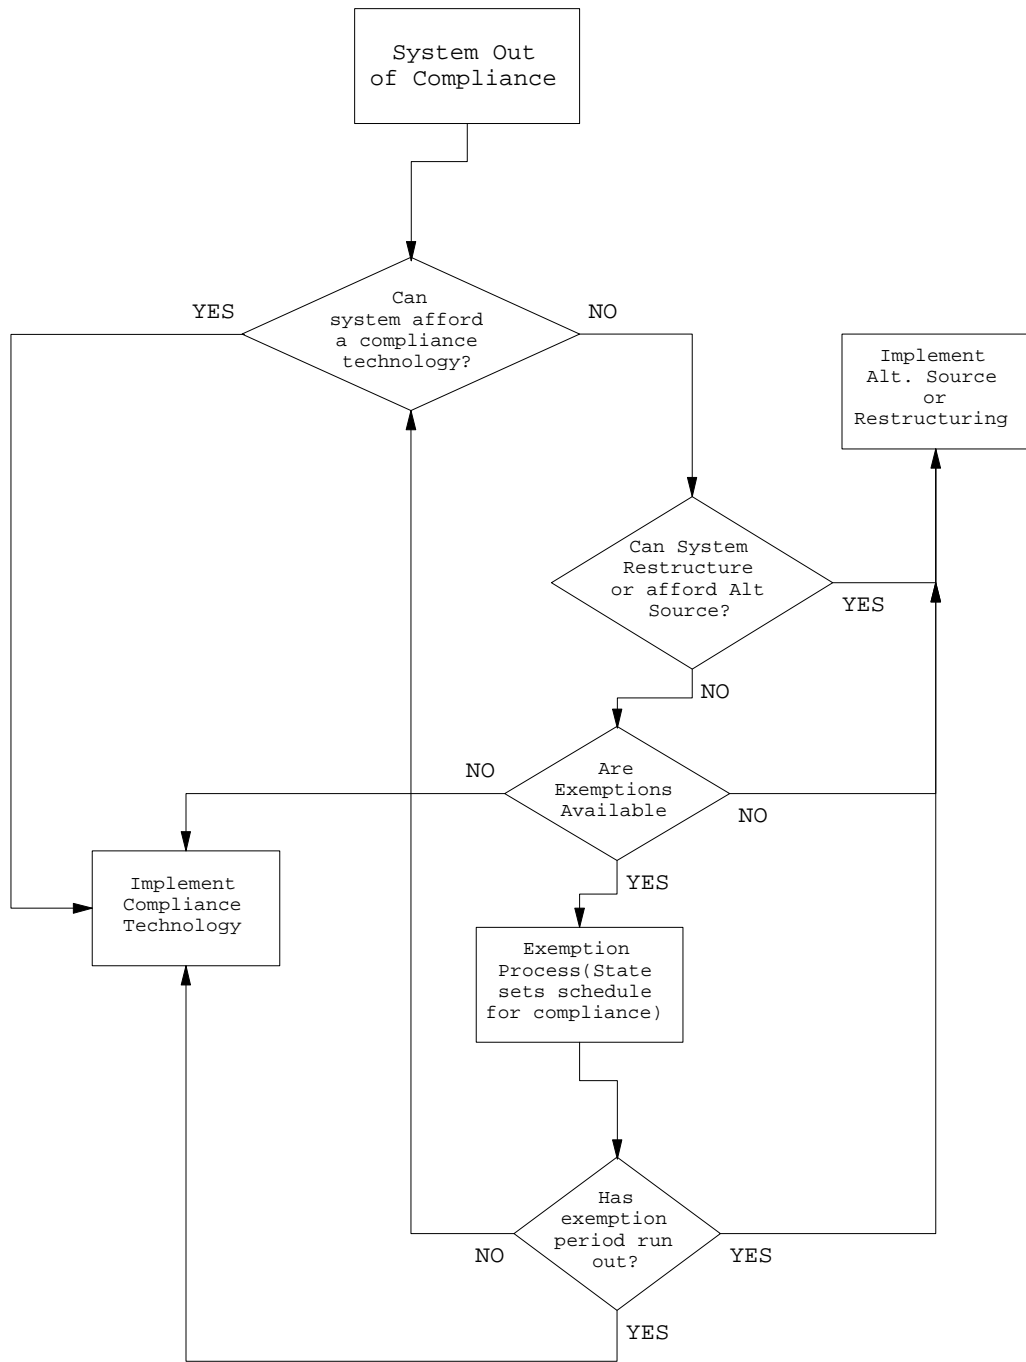 System Out
of Compliance
YES
Can
system afford
a compliance
technology?
NO
Implement
Alt. Source
or
Restructuring
Can System
Restructure
or afford Alt
Source?
YES
NO
NO
Are
Exemptions
Available
NO
YES
Implement
Compliance
Technology
Exemption
Process(State
sets schedule
for compliance)
Has
exemption
period run
out?
NO
YES
YES